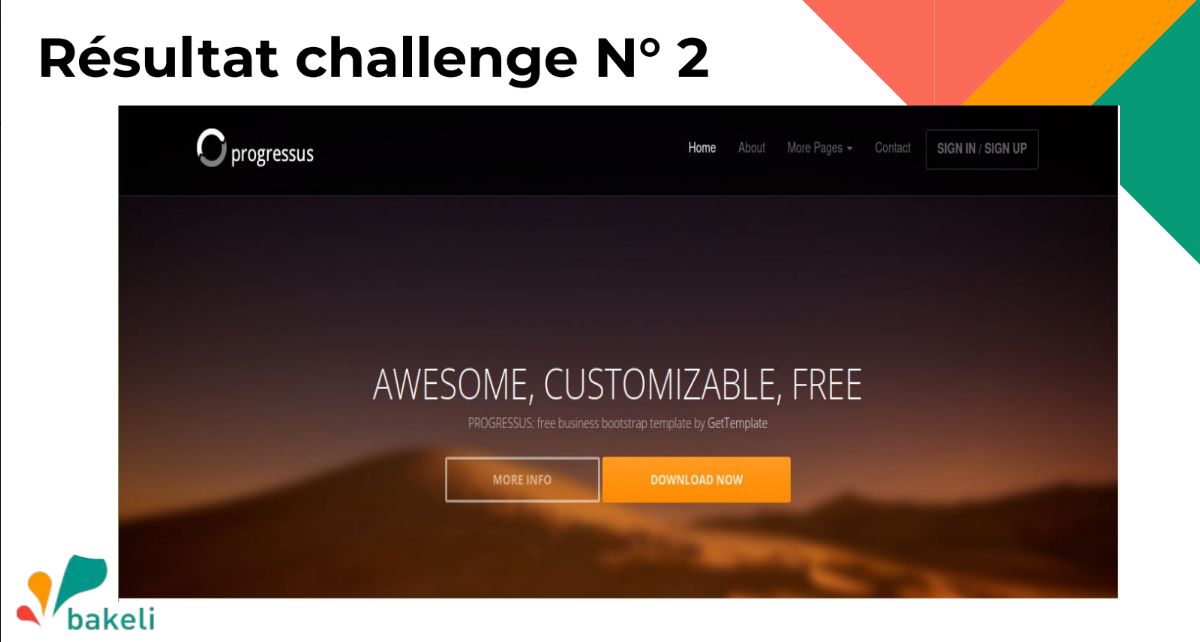 Résultat challenge N° 2
progressus
Home About More Pages Contact SIGN IN / SIGN UP
AWESOME, CUSTOMIZABLE, FREE
PROGRESSUS: free business bootstrap template by GetTemplate
MORE INFO DOWNLOAD NOW
bakeli